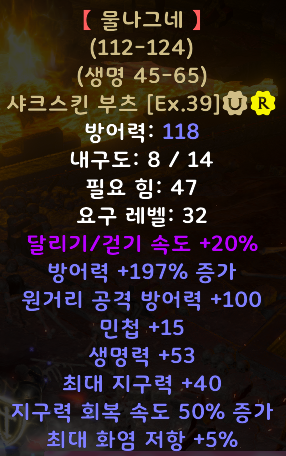 【 물나그네 】
(112-124)
(생명 45-65)
샤크스킨 부츠 [Ex.39] U R
방어력: 118
내구도: 8 / 14
필요 힘: 47
요구 레벨: 32
달리기/걷기 속도 +20%
방어력 +197% 증가
원거리 공격 방어력 +100
민첩 +15
생명력 +53
최대 지구력 +40
지구력 회복 속도 50% 증가
최대 화염 저항 +5%